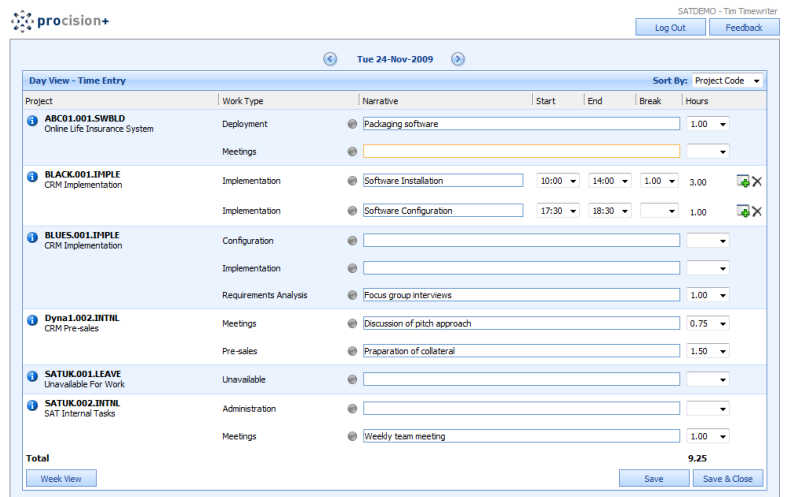 SATDEMO - Tim Timewriter
procision+
Log Out Feedback
Tue 24-Nov-2009
Day View - Time Entry Sort By: Project Code
Project Work Type Narrative Start End Break Hours
ABC01.001.SWBLD
Online Life Insurance System
Deployment Packaging software 1.00
Meetings
BLACK.001.IMPLE
CRM Implementation
Implementation Software Installation 10:00 14:00 1.00 3.00
Implementation Software Configuration 17:30 18:30 1.00
BLUES.001.IMPLE
CRM Implementation
Configuration
Implementation
Requirements Analysis Focus group interviews 1.00
Dyna1.002.INTNL
CRM Pre-sales
Meetings Discussion of pitch approach 0.75
Pre-sales Praparation of collateral 1.50
SATUK.001.LEAVE
Unavailable For Work
Unavailable
SATUK.002.INTNL
SAT Internal Tasks
Administration
Meetings Weekly team meeting 1.00
Total 9.25
Week View Save Save & Close